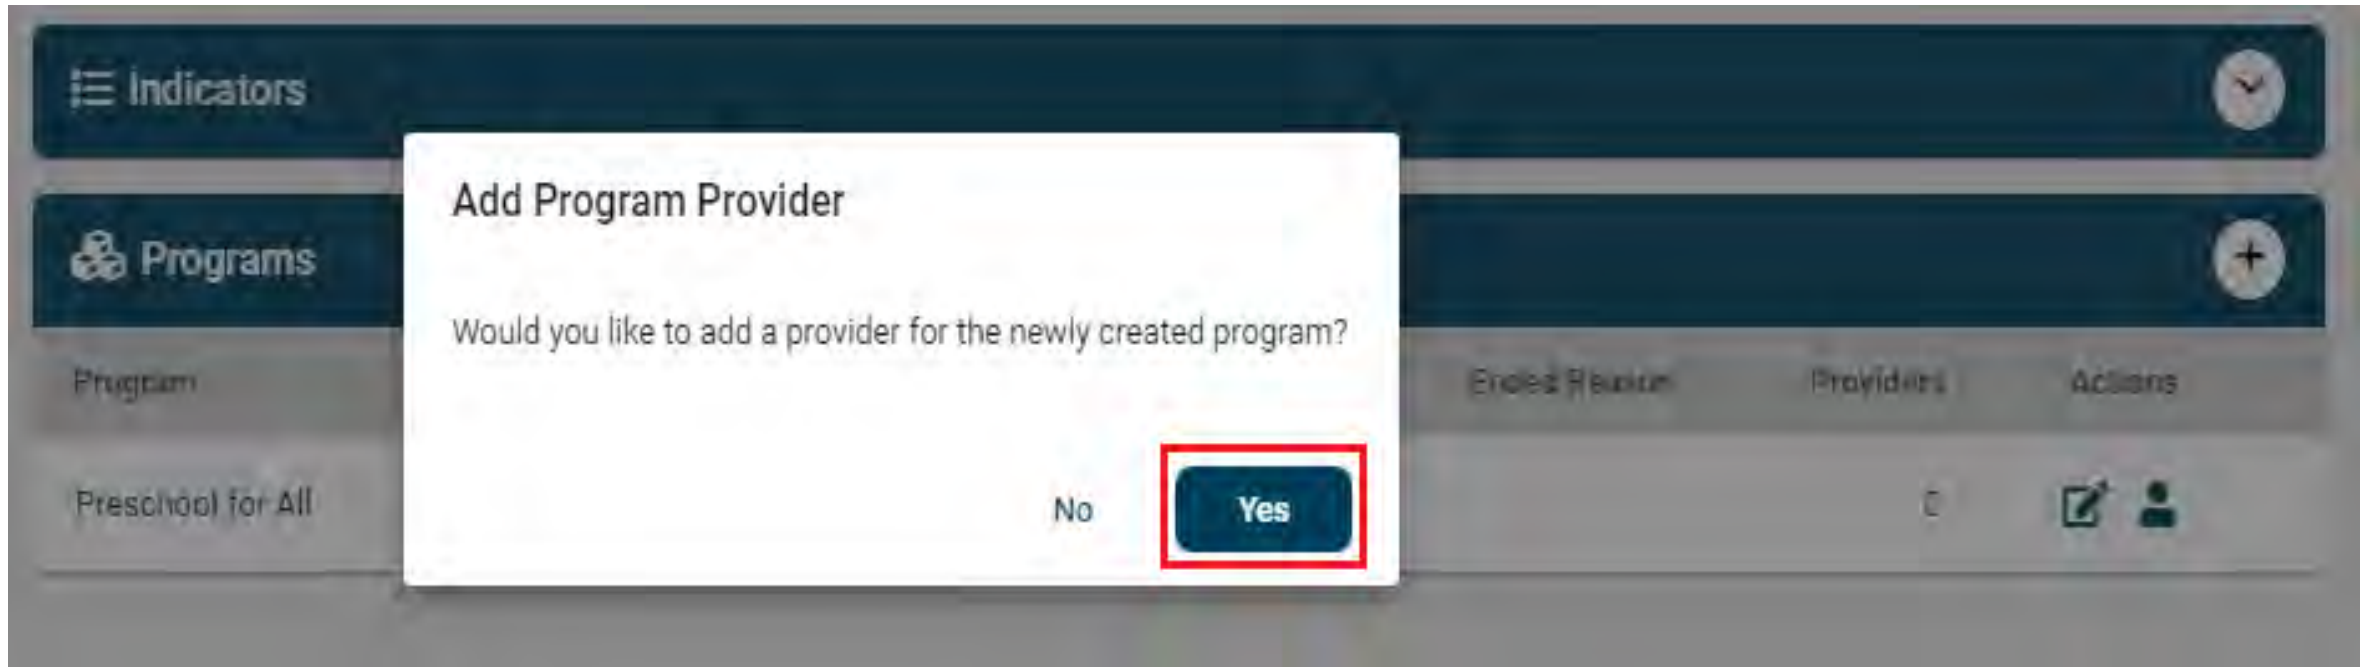 Indicators
Add Program Provider
Programs
Would you like to add a provider for the newly created program?
Program Ended Reason Providers Actions
Preschool for All
No Yes